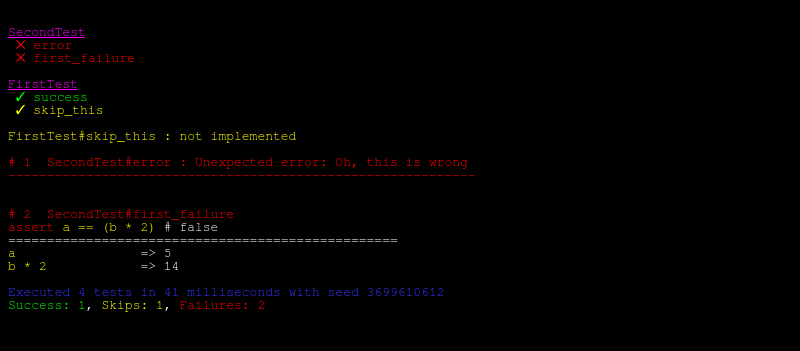 SecondTest
✗ error
✗ first_failure
FirstTest
✓ success
✓ skip_this
FirstTest#skip_this : not implemented
# 1  SecondTest#error : Unexpected error: Oh, this is wrong
------------------------------------------------------------
# 2  SecondTest#first_failure
assert a == (b * 2) # false
==================================================
a                => 5
b * 2            => 14
Executed 4 tests in 41 milliseconds with seed 3699610612
Success: 1, Skips: 1, Failures: 2